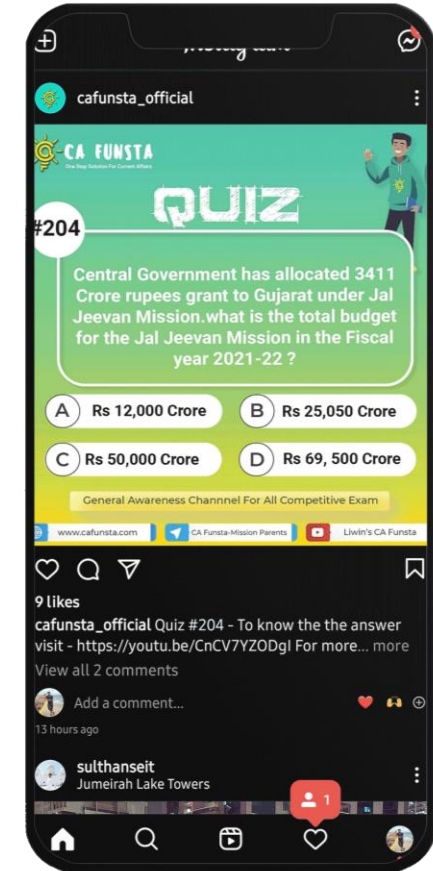 cafunsta_official
CA FUNSTA
One Stop Solution For Current Affairs
QUIZ
#204
Central Government has allocated 3411
Crore rupees grant to Gujarat under Jal
Jeevan Mission.what is the total budget
for the Jal Jeevan Mission in the Fiscal
year 2021-22 ?
A Rs 12,000 Crore
B Rs 25,050 Crore
C Rs 50,000 Crore
D Rs 69, 500 Crore
General Awareness Channnel For All Competitive Exam
www.cafunsta.com
CA Funsta-Mission Parents
Liwin's CA Funsta
9 likes
cafunsta_official Quiz #204 - To know the the answer
visit - https://youtu.be/CnCV7YZODgI For more... more
View all 2 comments
Add a comment...
13 hours ago
sulthanseit
Jumeirah Lake Towers
1